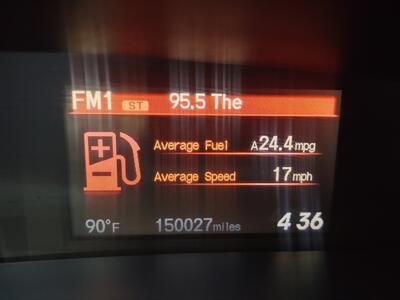 FM1 ST 95.5 The
Average Fuel A24.4mpg
Average Speed 17mph
90°F 150027miles 4 36